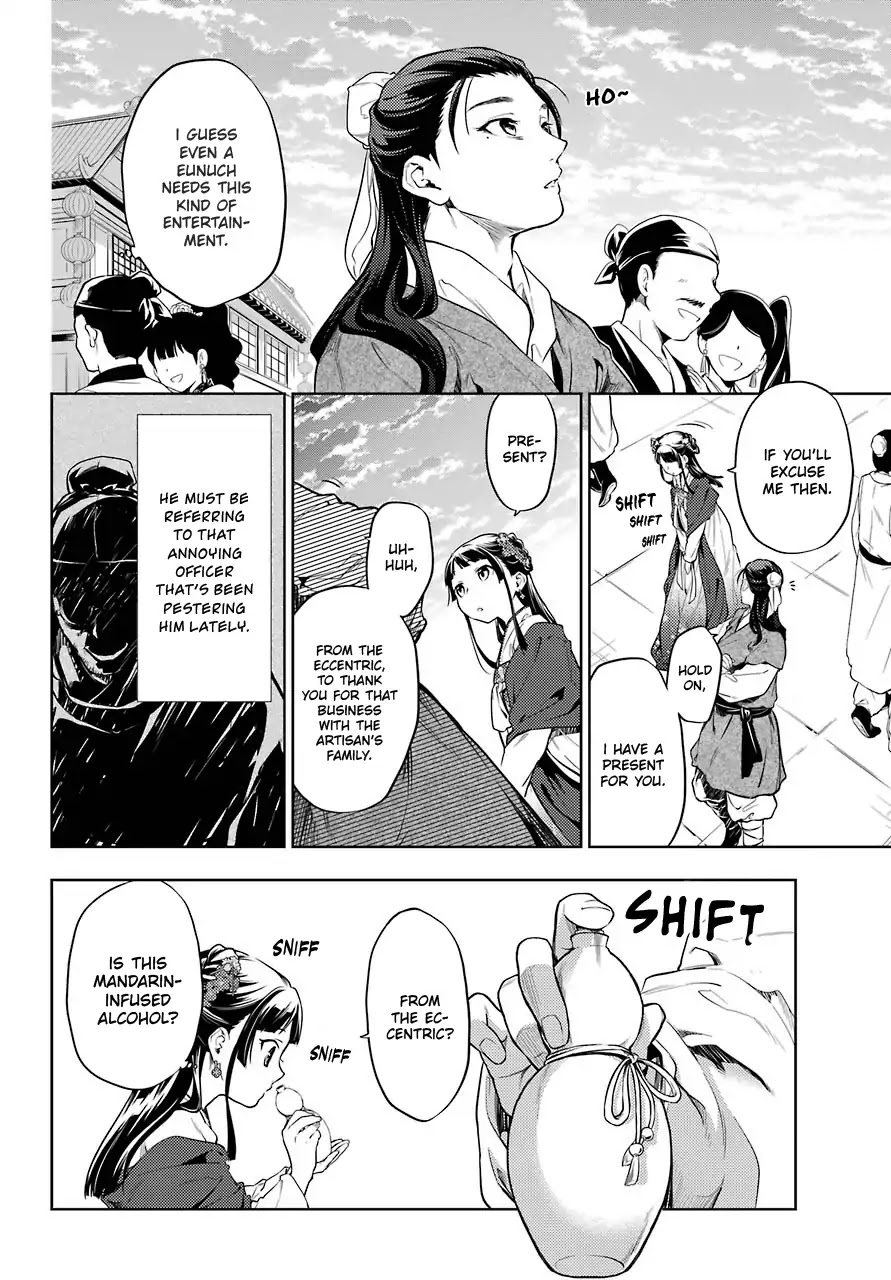 HO~
I GUESS
EVEN A
EUNUCH
NEEDS THIS
KIND OF
ENTERTAIN-
MENT.
IF YOU'LL
EXCUSE
ME THEN.
SHIFT
SHIFT
SHIFT
HOLD
ON,
I HAVE A
PRESENT
FOR YOU.
PRE-
SENT?
UH-
HUH,
FROM THE
ECCENTRIC,
TO THANK
YOU FOR THAT
BUSINESS
WITH THE
ARTISAN'S
FAMILY.
HE MUST BE
REFERRING
TO THAT
ANNOYING
OFFICER
THAT'S BEEN
PESTERING
HIM LATELY.
SHIFT
FROM THE
EC-
CENTRIC?
SNIFF
SNIFF
IS THIS
MANDARIN-
INFUSED
ALCOHOL?